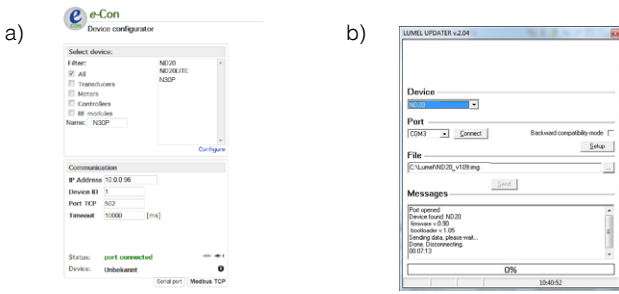 a)
e-Con
Device configurator
Select device:
Filter:
All
Transducers
Meters
Controllers
RF modules
Name: N30P
ND20
ND20LITE
N30P
Configure
Communication
IP Address 10.0.0.96
Device ID 1
Port TCP 502
Timeout 10000 [ms]
Status: port connected
Device: Unbekannt
Serial port Modbus TCP
b)
LUMEL UPDATER v.2.04
Device
ND20
Port
COM3 Connect Backward compatibility mode
Setup
File
C:\Lumel\ND20_v109.img ...
Send
Messages
Port opened
Device found: ND20
firmware v.0.90
bootloader v.1.05
Sending data, please wait...
Done. Disconnecting.
00:07:13
0%
10:40:52